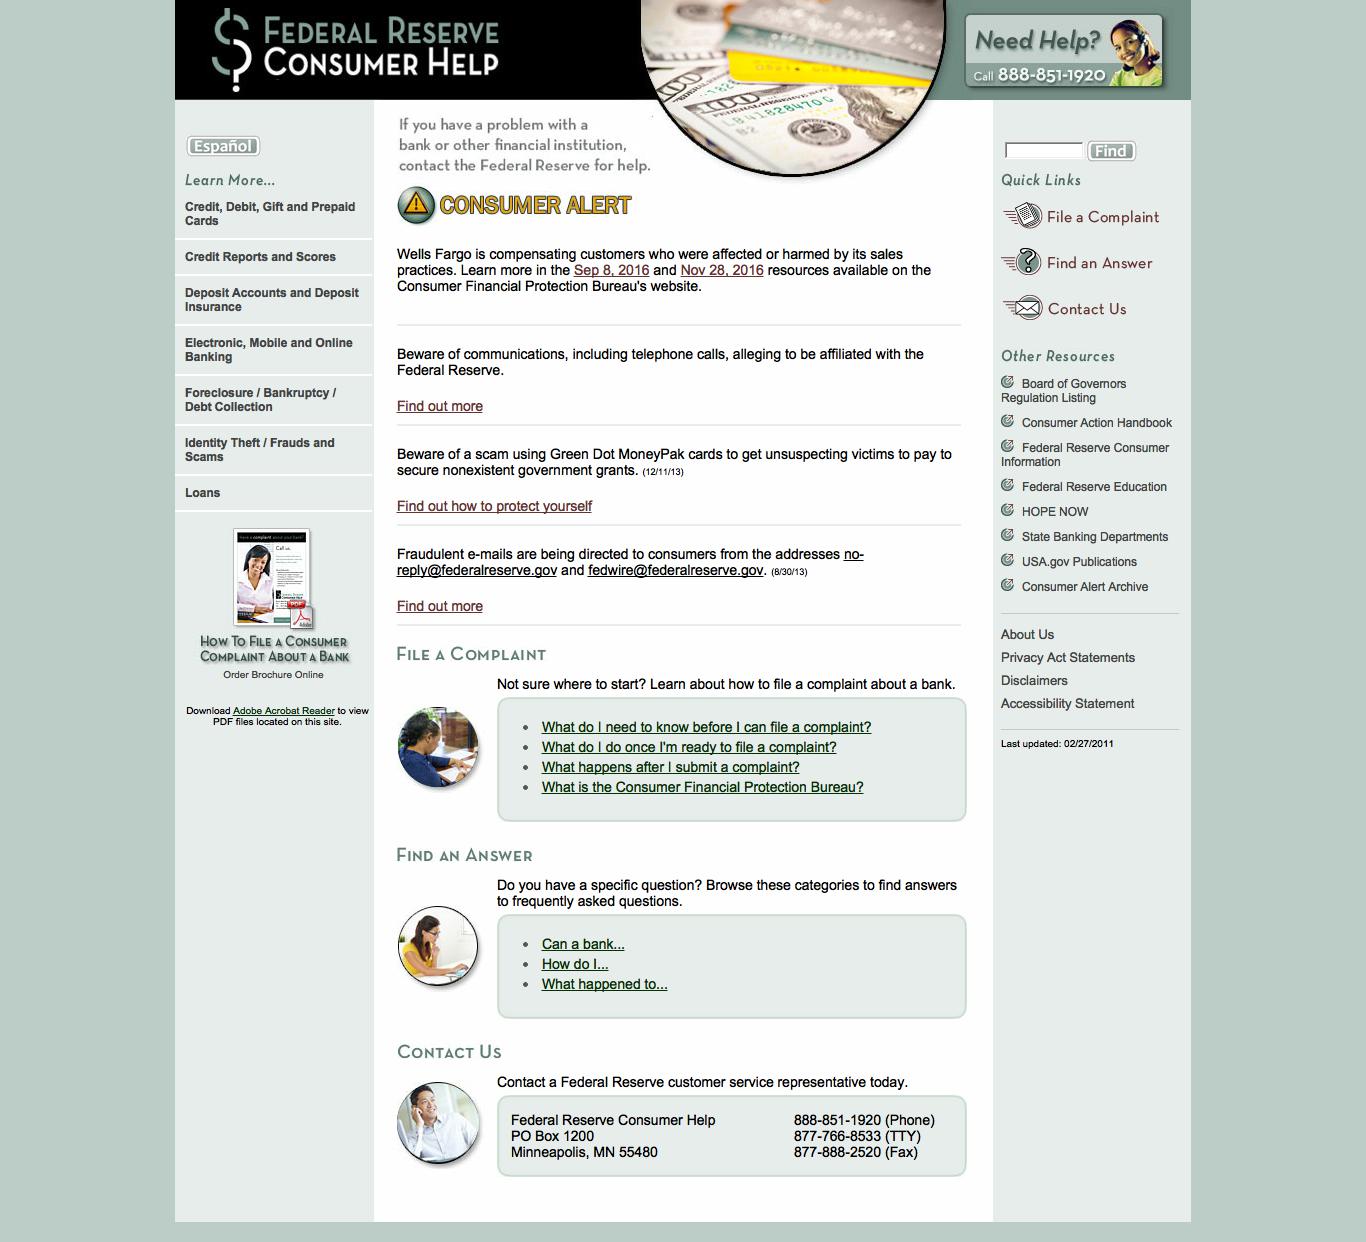 FEDERAL RESERVE
CONSUMER HELP
Need Help?
Call 888-851-1920
If you have a problem with a
bank or other financial institution,
contact the Federal Reserve for help.
Español
Learn More...
Credit, Debit, Gift and Prepaid
Cards
Credit Reports and Scores
Deposit Accounts and Deposit
Insurance
Electronic, Mobile and Online
Banking
Foreclosure / Bankruptcy /
Debt Collection
Identity Theft / Frauds and
Scams
Loans
HOW TO FILE A CONSUMER
COMPLAINT ABOUT A BANK
Order Brochure Online
Download Adobe Acrobat Reader to view
PDF files located on this site.
CONSUMER ALERT
Wells Fargo is compensating customers who were affected or harmed by its sales
practices. Learn more in the Sep 8, 2016 and Nov 28, 2016 resources available on the
Consumer Financial Protection Bureau's website.
Beware of communications, including telephone calls, alleging to be affiliated with the
Federal Reserve.
Find out more
Beware of a scam using Green Dot MoneyPak cards to get unsuspecting victims to pay to
secure nonexistent government grants. (12/11/13)
Find out how to protect yourself
Fraudulent e-mails are being directed to consumers from the addresses no-
reply@federalreserve.gov and fedwire@federalreserve.gov. (8/30/13)
Find out more
FILE A COMPLAINT
Not sure where to start? Learn about how to file a complaint about a bank.
• What do I need to know before I can file a complaint?
• What do I do once I'm ready to file a complaint?
• What happens after I submit a complaint?
• What is the Consumer Financial Protection Bureau?
FIND AN ANSWER
Do you have a specific question? Browse these categories to find answers
to frequently asked questions.
• Can a bank...
• How do I...
• What happened to...
CONTACT US
Contact a Federal Reserve customer service representative today.
Federal Reserve Consumer Help 888-851-1920 (Phone)
PO Box 1200 877-766-8533 (TTY)
Minneapolis, MN 55480 877-888-2520 (Fax)
Find
Quick Links
File a Complaint
Find an Answer
Contact Us
Other Resources
Board of Governors
Regulation Listing
Consumer Action Handbook
Federal Reserve Consumer
Information
Federal Reserve Education
HOPE NOW
State Banking Departments
USA.gov Publications
Consumer Alert Archive
About Us
Privacy Act Statements
Disclaimers
Accessibility Statement
Last updated: 02/27/2011